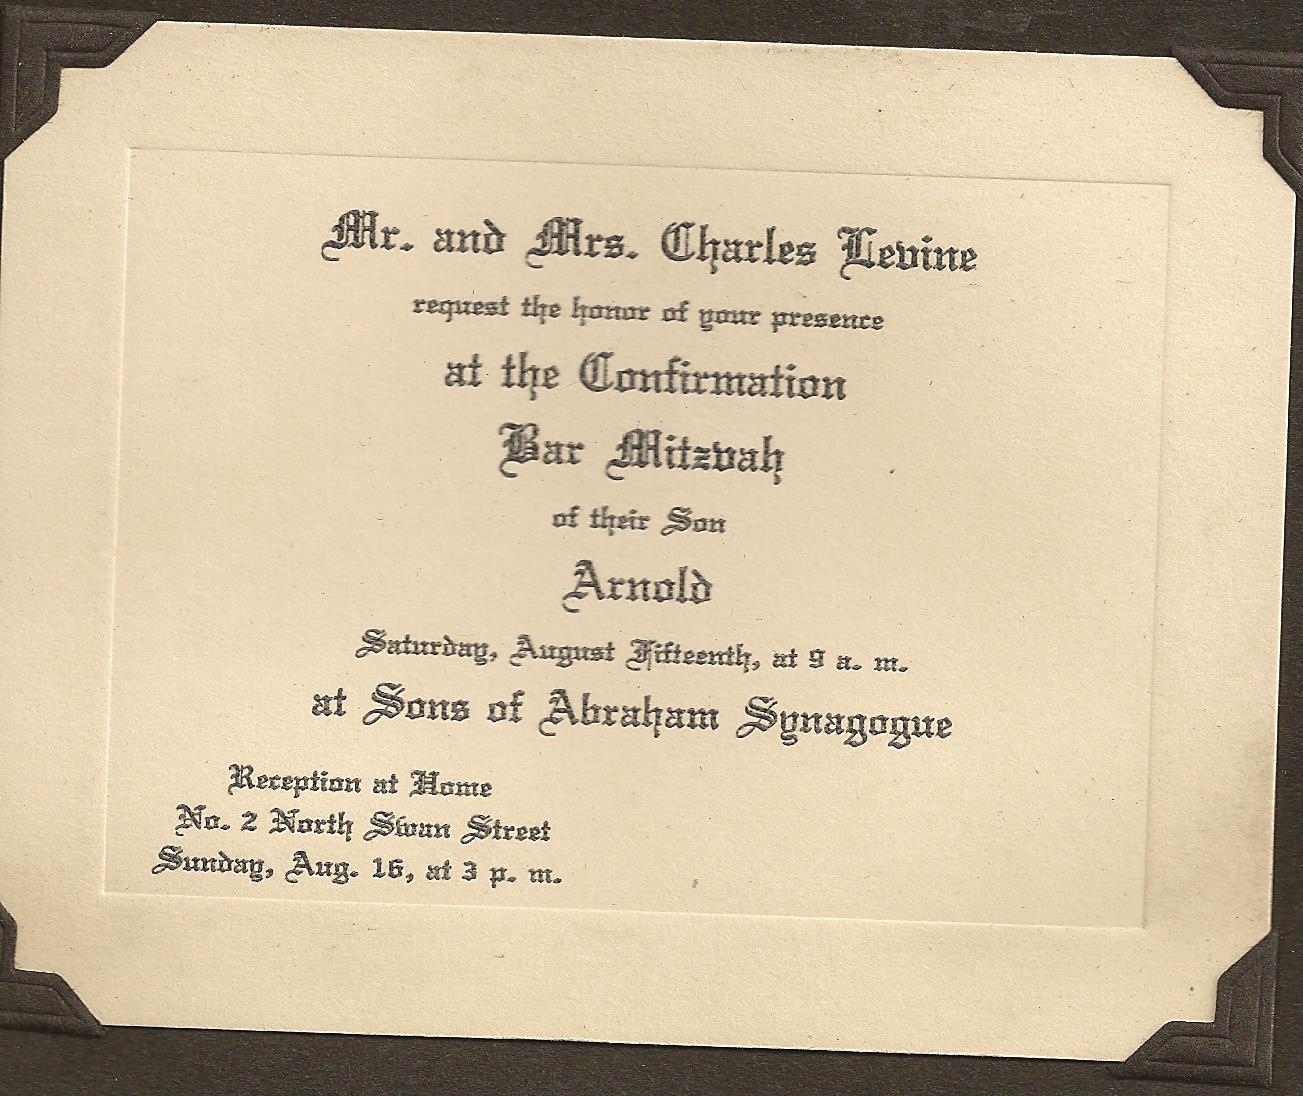 Mr. and Mrs. Charles Levine
request the honor of your presence
at the Confirmation
Bar Mitzvah
of their Son
Arnold
Saturday, August Fifteenth, at 9 a. m.
at Sons of Abraham Synagogue
Reception at Home
No. 2 North Swan Street
Sunday, Aug. 16, at 3 p. m.